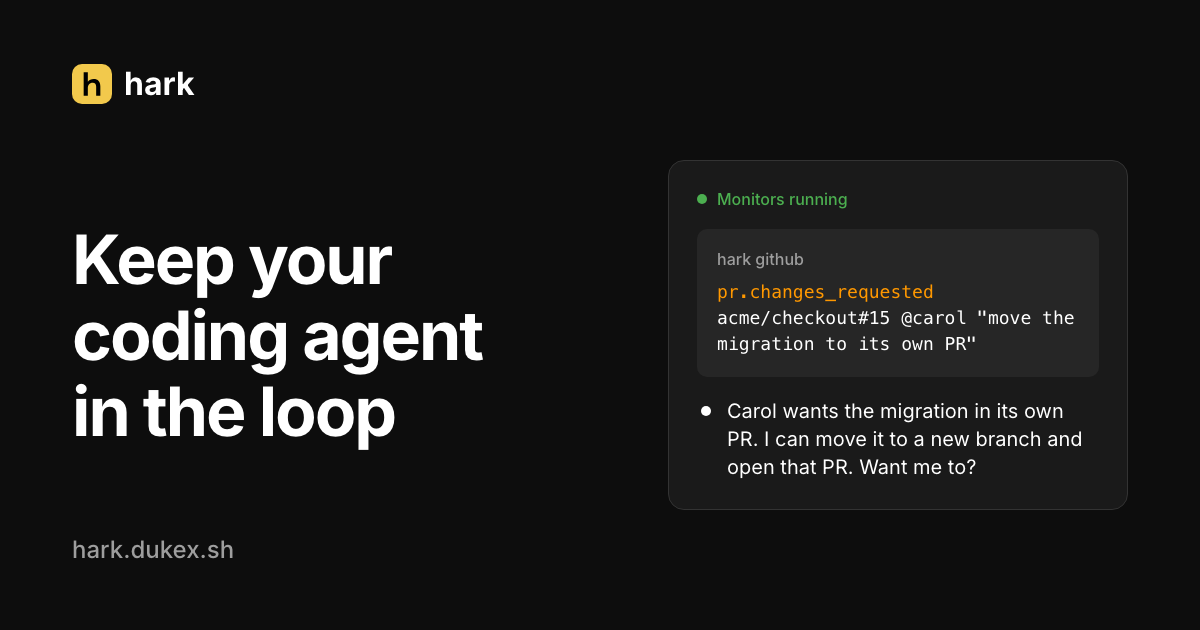 h hark
Keep your
coding agent
in the loop
hark.dukex.sh
Monitors running
hark github
pr.changes_requested
acme/checkout#15 @carol "move the
migration to its own PR"
Carol wants the migration in its own
PR. I can move it to a new branch and
open that PR. Want me to?